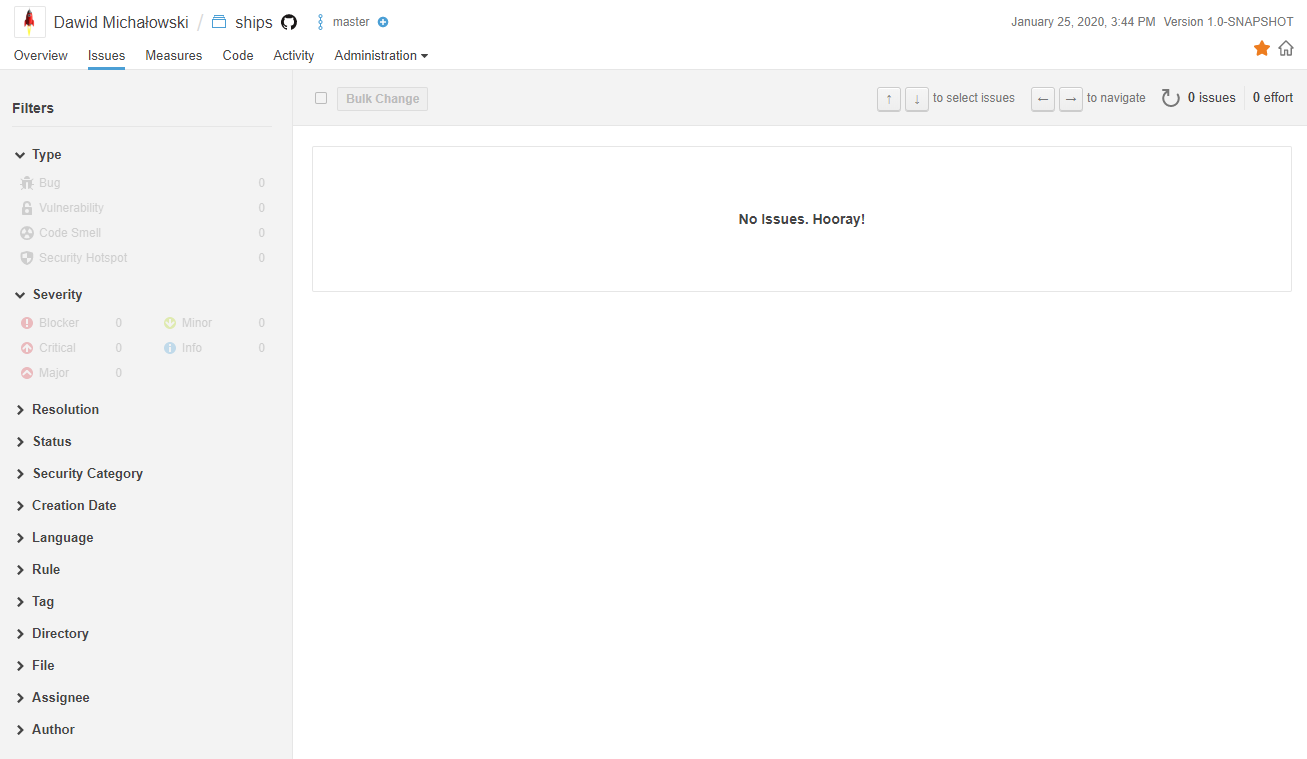 Dawid Michałowski / ships master January 25, 2020, 3:44 PM Version 1.0-SNAPSHOT
Overview Issues Measures Code Activity Administration
Filters
Bulk Change ↑ ↓ to select issues ← → to navigate 0 issues 0 effort
Type
Bug 0
Vulnerability 0
Code Smell 0
Security Hotspot 0
Severity
Blocker 0 Minor 0
Critical 0 Info 0
Major 0
Resolution
Status
Security Category
Creation Date
Language
Rule
Tag
Directory
File
Assignee
Author
No Issues. Hooray!